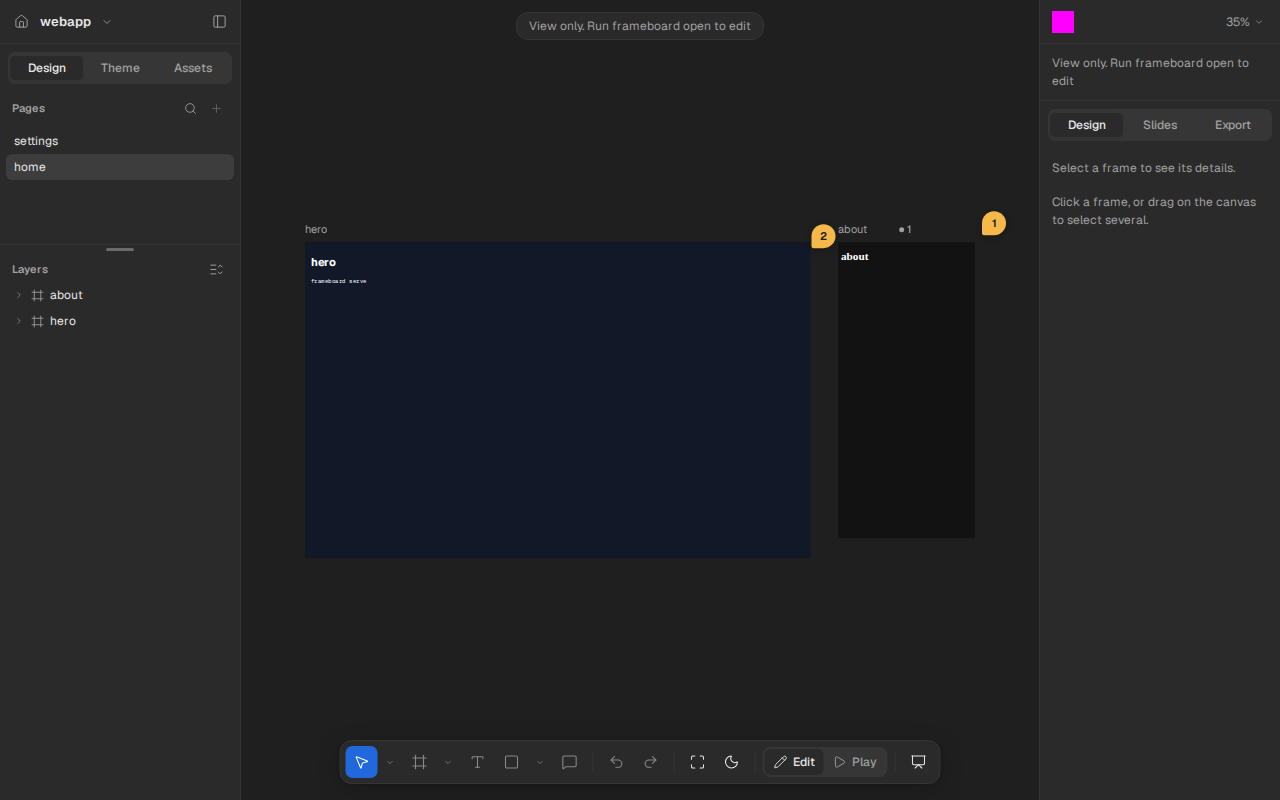 webapp
View only. Run frameboard open to edit
35%
Design
Theme
Assets
View only. Run frameboard open to
edit
Pages
Design
Slides
Export
settings
home
Select a frame to see its details.
Click a frame, or drag on the canvas
to select several.
hero
2
about
1
1
hero
frameboard serve
about
Layers
about
hero
Edit
Play